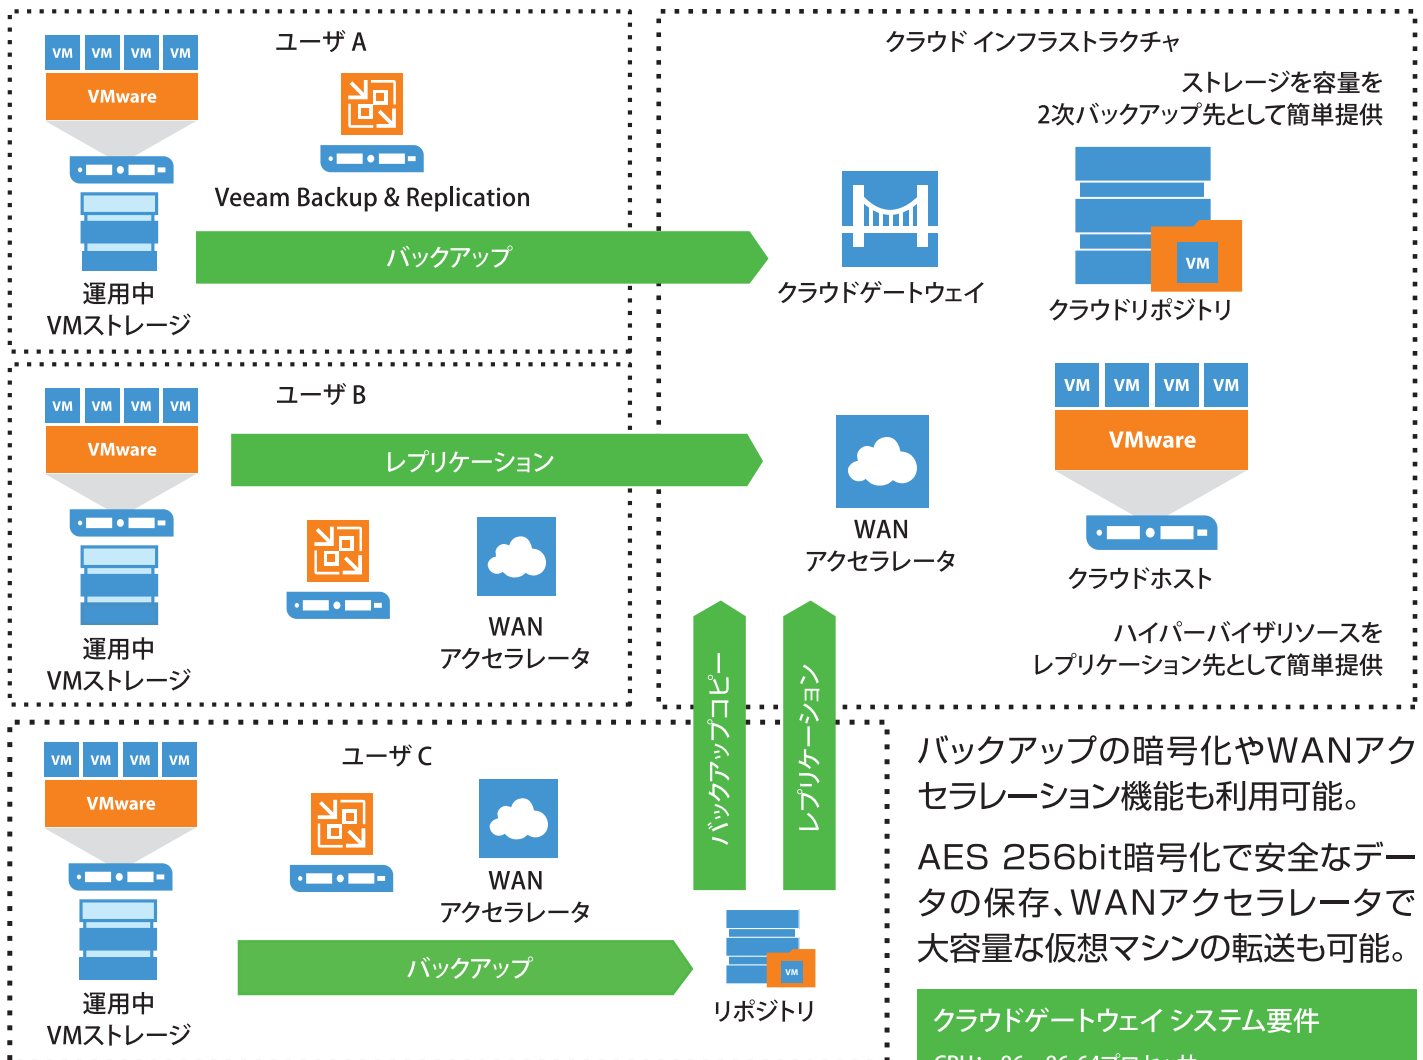 ユーザ A
VM VM VM VM
VMware
Veeam Backup & Replication
バックアップ
運用中
VMストレージ
ユーザ B
VM VM VM VM
VMware
レプリケーション
WAN
アクセラレータ
運用中
VMストレージ
ユーザ C
VM VM VM VM
VMware
WAN
アクセラレータ
バックアップ
運用中
VMストレージ
リポジトリ
VM
バックアップコピー
レプリケーション
クラウド インフラストラクチャ
ストレージを容量を
2次バックアップ先として簡単提供
クラウドゲートウェイ
VM
クラウドリポジトリ
WAN
アクセラレータ
VM VM VM VM
VMware
クラウドホスト
ハイパーバイザリソースを
レプリケーション先として簡単提供
バックアップの暗号化やWANアク
セラレーション機能も利用可能。
AES 256bit暗号化で安全なデー
タの保存、WANアクセラレータで
大容量な仮想マシンの転送も可能。
クラウドゲートウェイ システム要件